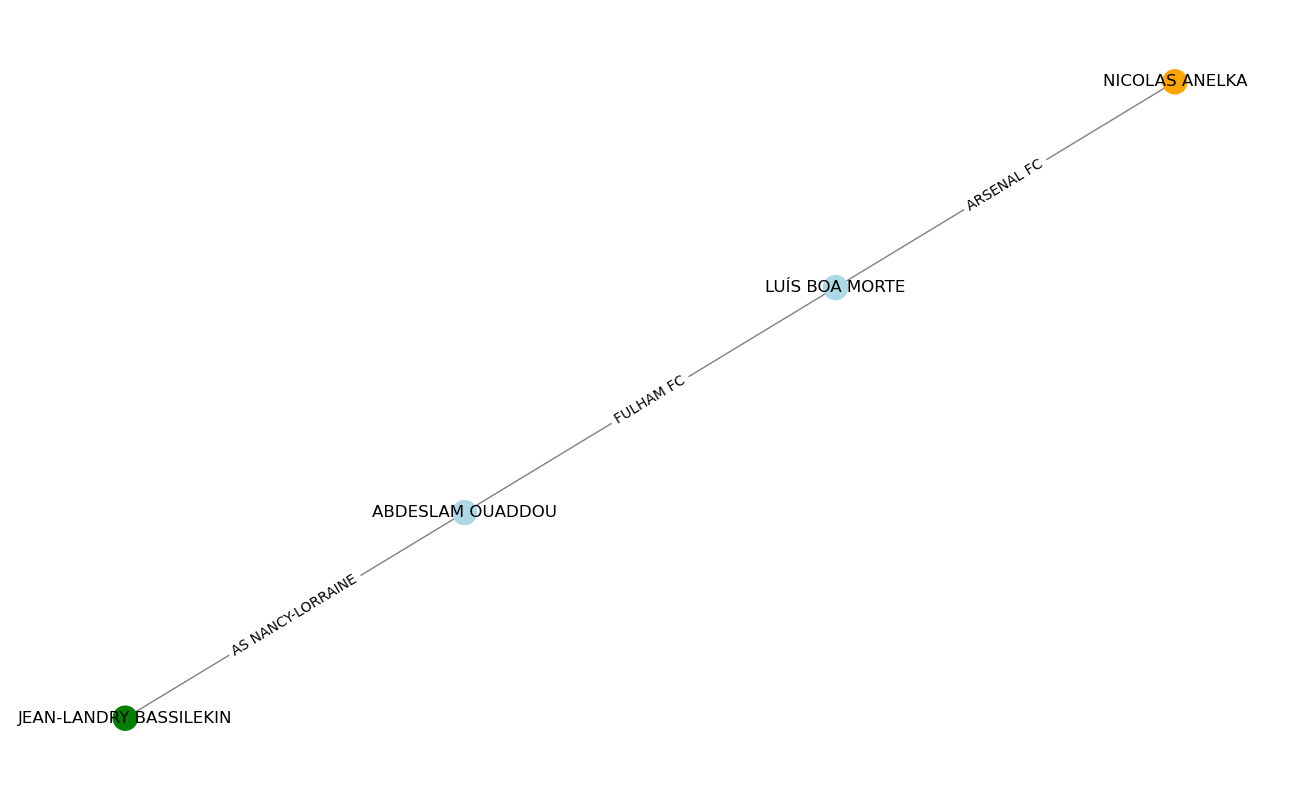 NICOLAS ANELKA
ARSENAL FC
LUÍS BOA MORTE
FULHAM FC
ABDESLAM OUADDOU
AS NANCY-LORRAINE
JEAN-LANDRY BASSILEKIN